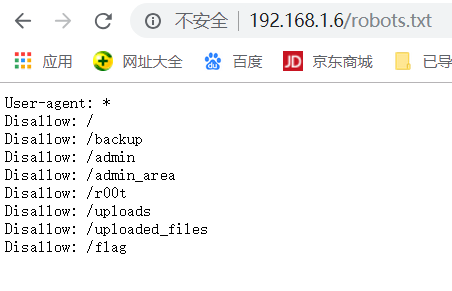 不安全 192.168.1.6/robots.txt
应用 网址大全 百度 JD 京东商城 已导
User-agent: *
Disallow: /
Disallow: /backup
Disallow: /admin
Disallow: /admin_area
Disallow: /r00t
Disallow: /uploads
Disallow: /uploaded_files
Disallow: /flag